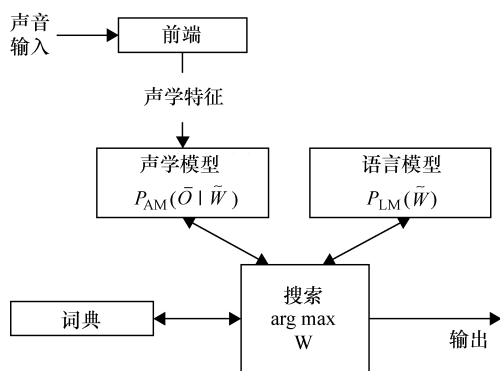 声音
输入
前端
声学特征
声学模型
P_AM(Ō | W̃)
语言模型
P_LM(W̃)
搜索
arg max
W
词典
输出